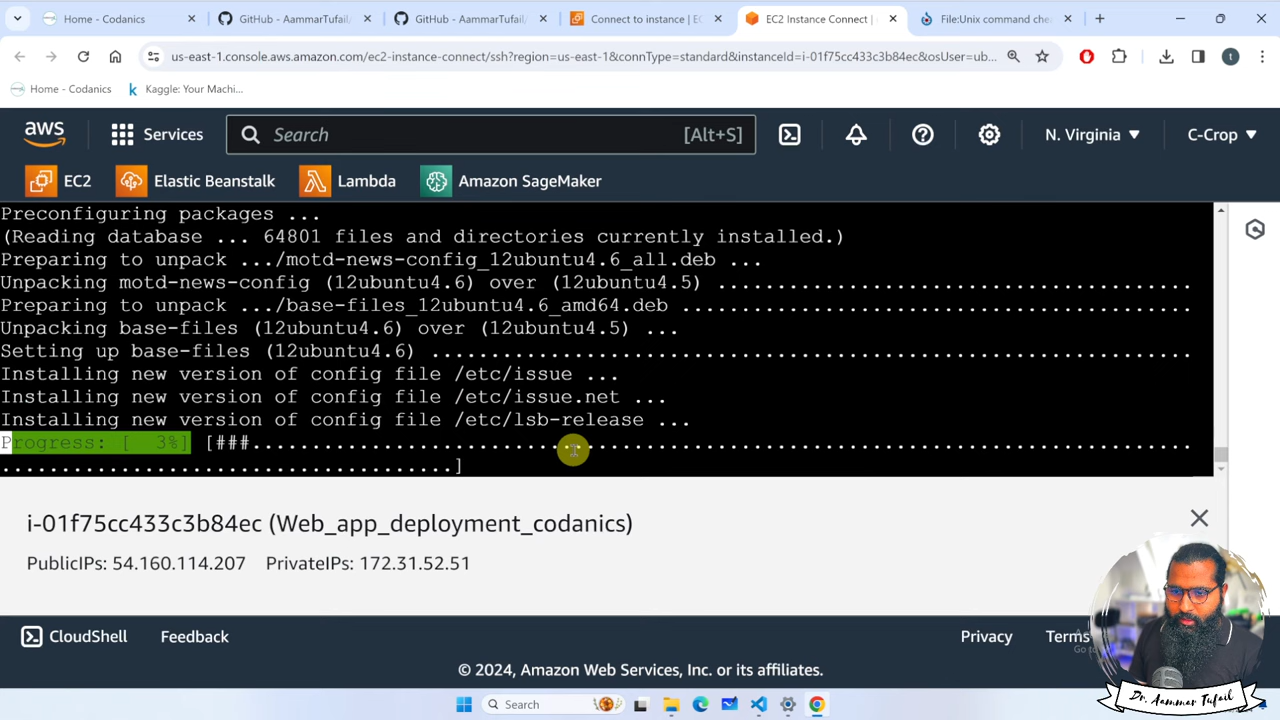 Home - Codanics
GitHub - AammarTufail/
GitHub - AammarTufail/
Connect to instance | EC
EC2 Instance Connect |
File:Unix command che
us-east-1.console.aws.amazon.com/ec2-instance-connect/ssh?region=us-east-1&connType=standard&instanceId=i-01f75cc433c3b84ec&osUser=ub...
t
Home - Codanics
k
Kaggle: Your Machi...
aws
Services
Search
[Alt+S]
N. Virginia
C-Crop
EC2
Elastic Beanstalk
Lambda
Amazon SageMaker
Preconfiguring packages ...
(Reading database ... 64801 files and directories currently installed.)
Preparing to unpack .../motd-news-config_12ubuntu4.6_all.deb ...
Unpacking motd-news-config (12ubuntu4.6) over (12ubuntu4.5) ........................................
Preparing to unpack .../base-files_12ubuntu4.6_amd64.deb ...........................................
Unpacking base-files (12ubuntu4.6) over (12ubuntu4.5) ...
Setting up base-files (12ubuntu4.6) ....................................................................
Installing new version of config file /etc/issue ...
Installing new version of config file /etc/issue.net ...
Installing new version of config file /etc/lsb-release ...
Progress: [  3%] [###....................................................................................
........................................]
i-01f75cc433c3b84ec (Web_app_deployment_codanics)
PublicIPs: 54.160.114.207
PrivateIPs: 172.31.52.51
CloudShell
Feedback
Privacy
Terms
Go to
© 2024, Amazon Web Services, Inc. or its affiliates.
Search
Dr. Aammar Tufail